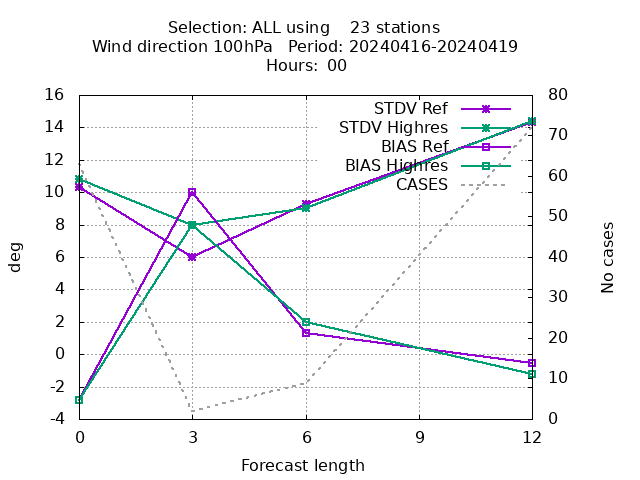 Selection: ALL using    23 stations
Wind direction 100hPa   Period: 20240416-20240419
Hours: 00
16
14
12
10
8
6
4
2
0
-2
-4
deg
STDV Ref
STDV Highres
BIAS Ref
BIAS Highres
CASES
80
70
60
50
40
30
20
10
0
No cases
0 3 6 9 12
Forecast length